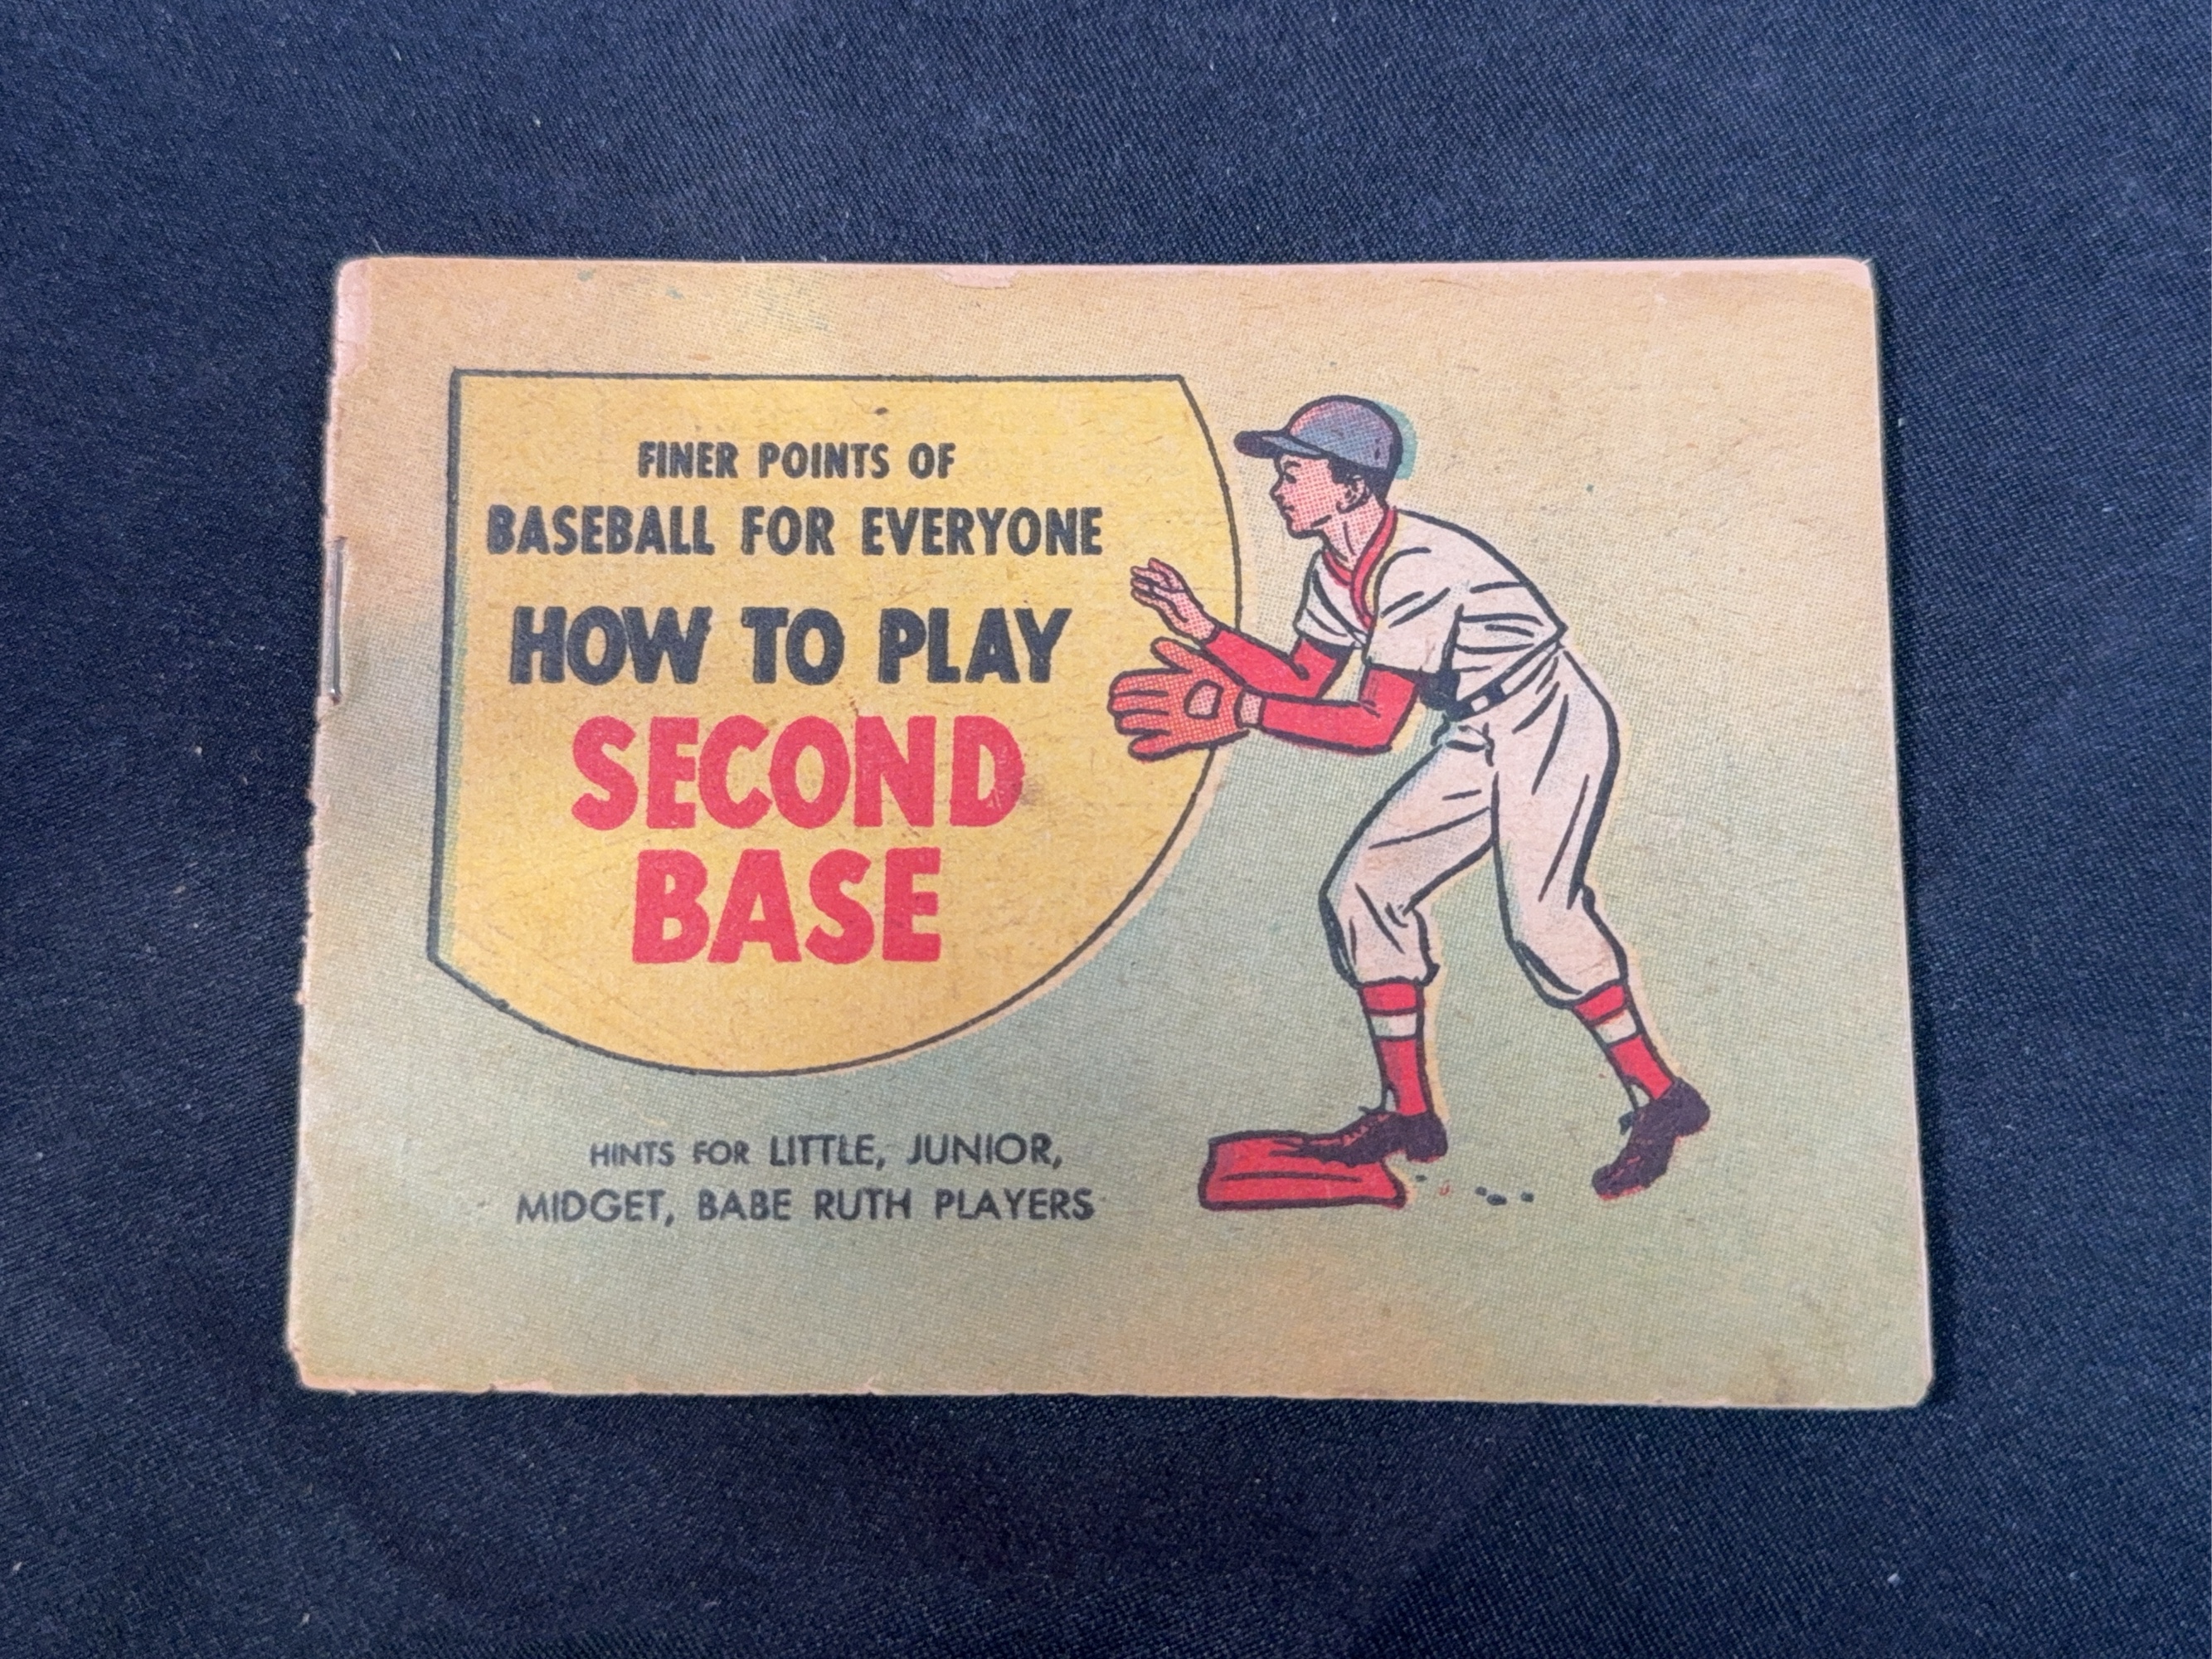 FINER POINTS OF
BASEBALL FOR EVERYONE
HOW TO PLAY
SECOND
BASE
HINTS FOR LITTLE, JUNIOR,
MIDGET, BABE RUTH PLAYERS